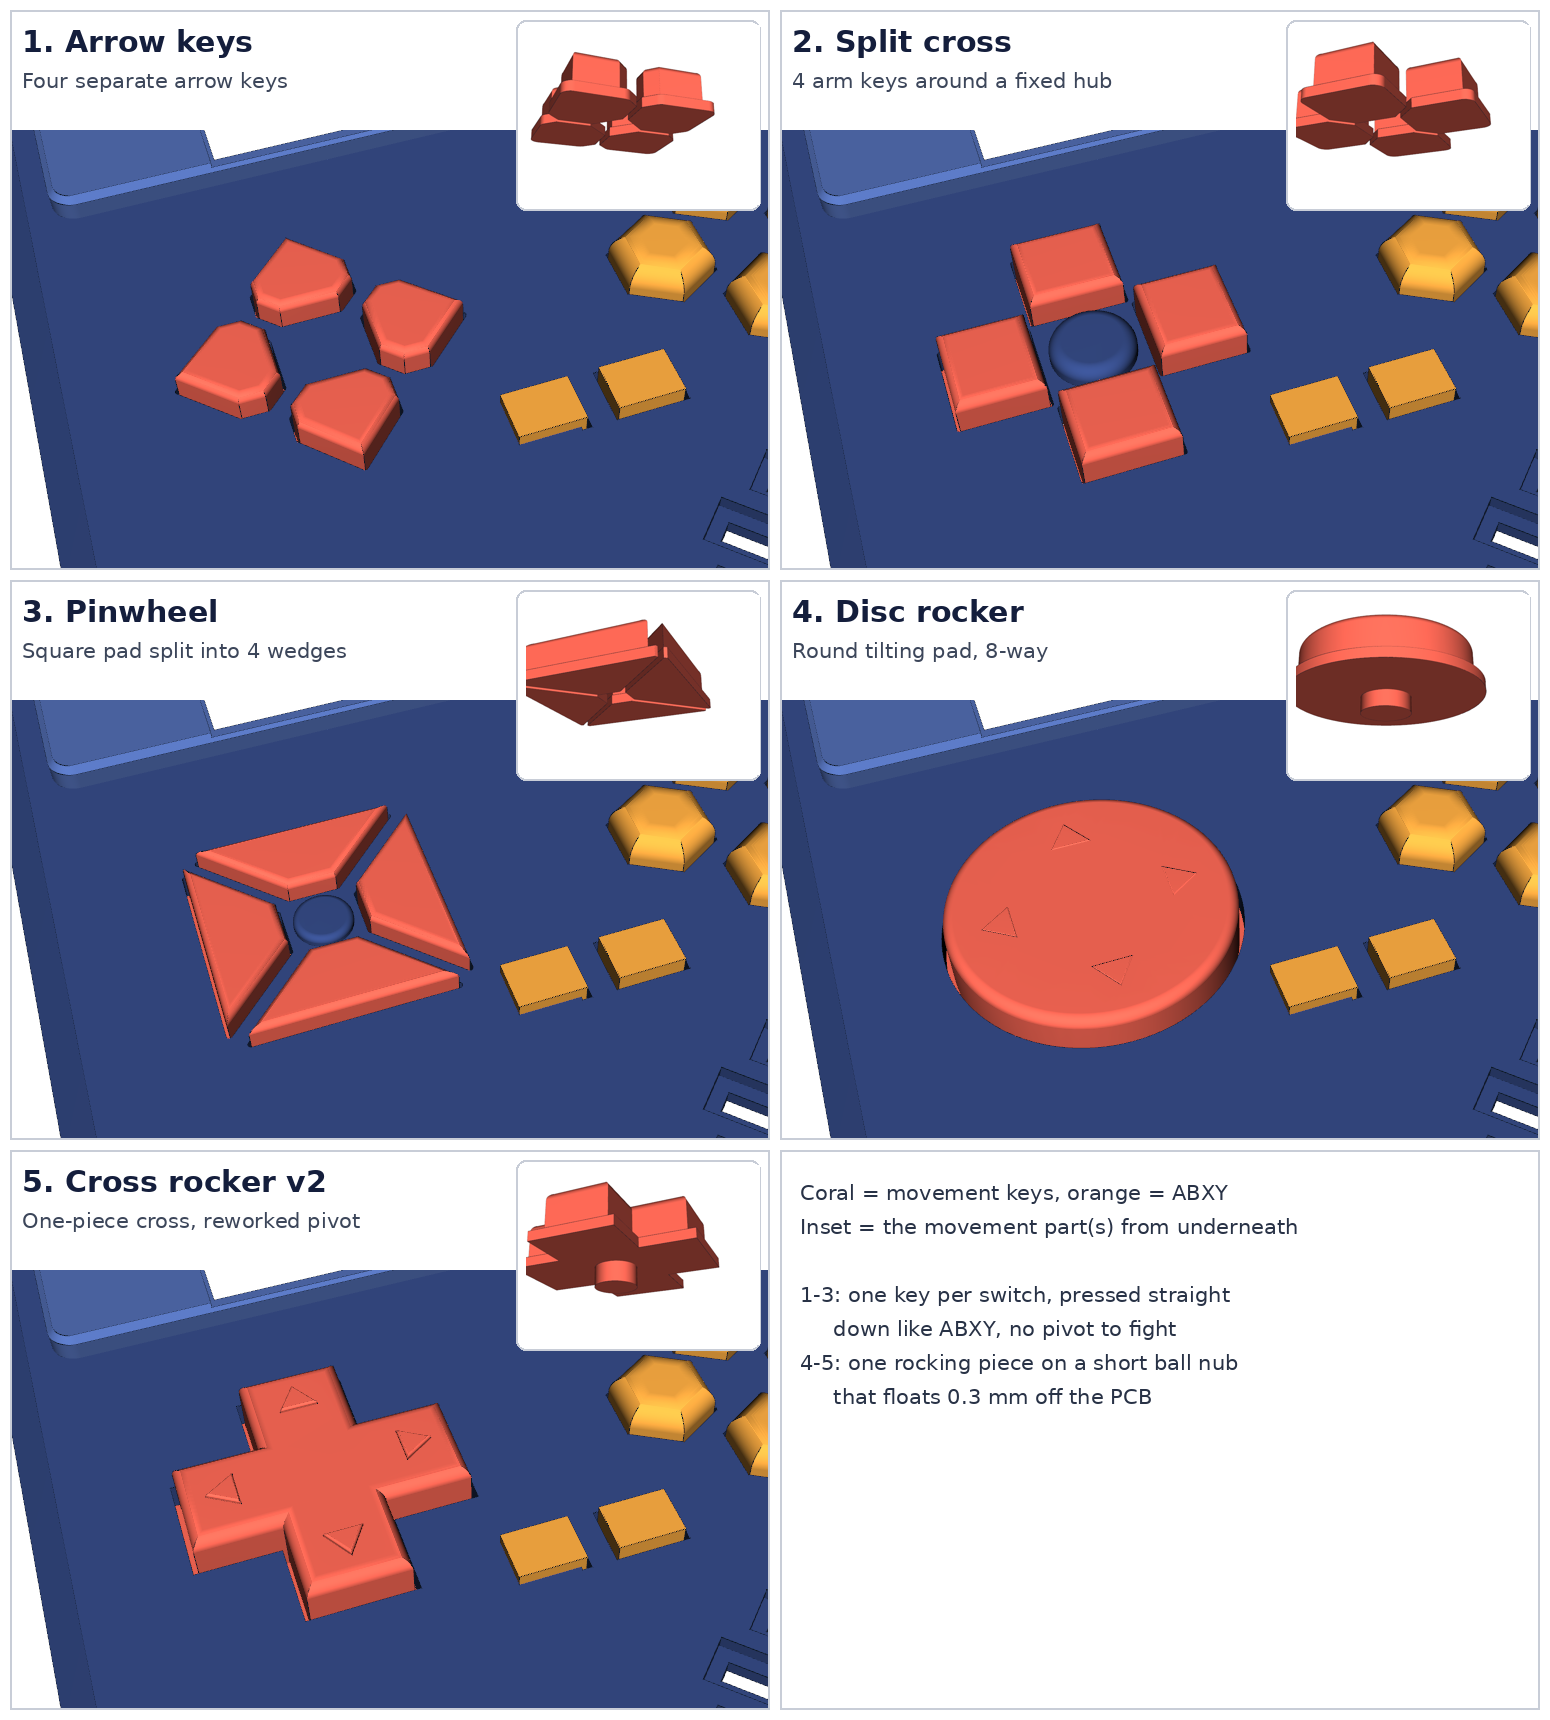 1. Arrow keys
Four separate arrow keys
2. Split cross
4 arm keys around a fixed hub
3. Pinwheel
Square pad split into 4 wedges
4. Disc rocker
Round tilting pad, 8-way
5. Cross rocker v2
One-piece cross, reworked pivot
Coral = movement keys, orange = ABXY
Inset = the movement part(s) from underneath
1-3: one key per switch, pressed straight
down like ABXY, no pivot to fight
4-5: one rocking piece on a short ball nub
that floats 0.3 mm off the PCB